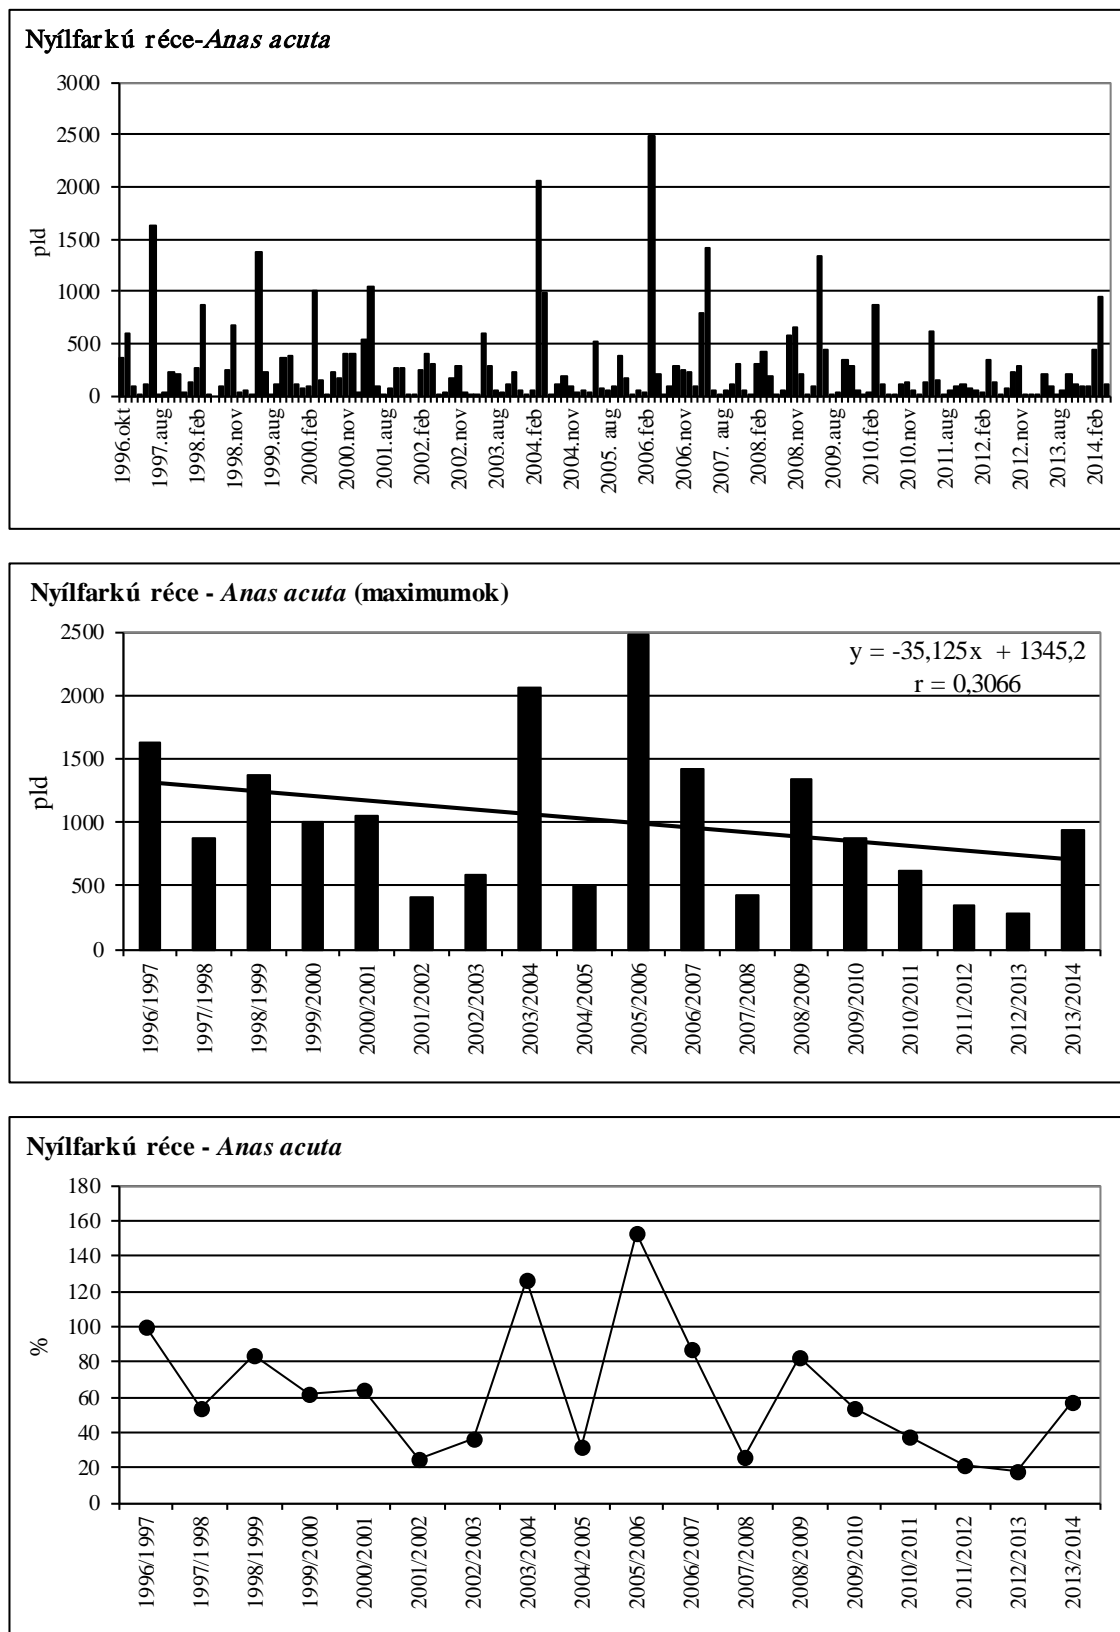 Nyílfarkú réce-Anas acuta
3000
2500
2000
1500
1000
500
0
pld
1996.okt
1997.aug
1998.feb
1998.nov
1999.aug
2000.feb
2000.nov
2001.aug
2002.feb
2002.nov
2003.aug
2004.feb
2004.nov
2005. aug
2006.feb
2006.nov
2007. aug
2008.feb
2008.nov
2009.aug
2010.feb
2010.nov
2011.aug
2012.feb
2012.nov
2013.aug
2014.feb
Nyílfarkú réce - Anas acuta (maximumok)
y = -35,125x + 1345,2
r = 0,3066
2500
2000
1500
1000
500
0
pld
1996/1997
1997/1998
1998/1999
1999/2000
2000/2001
2001/2002
2002/2003
2003/2004
2004/2005
2005/2006
2006/2007
2007/2008
2008/2009
2009/2010
2010/2011
2011/2012
2012/2013
2013/2014
Nyílfarkú réce - Anas acuta
180
160
140
120
100
80
60
40
20
0
%
1996/1997
1997/1998
1998/1999
1999/2000
2000/2001
2001/2002
2002/2003
2003/2004
2004/2005
2005/2006
2006/2007
2007/2008
2008/2009
2009/2010
2010/2011
2011/2012
2012/2013
2013/2014